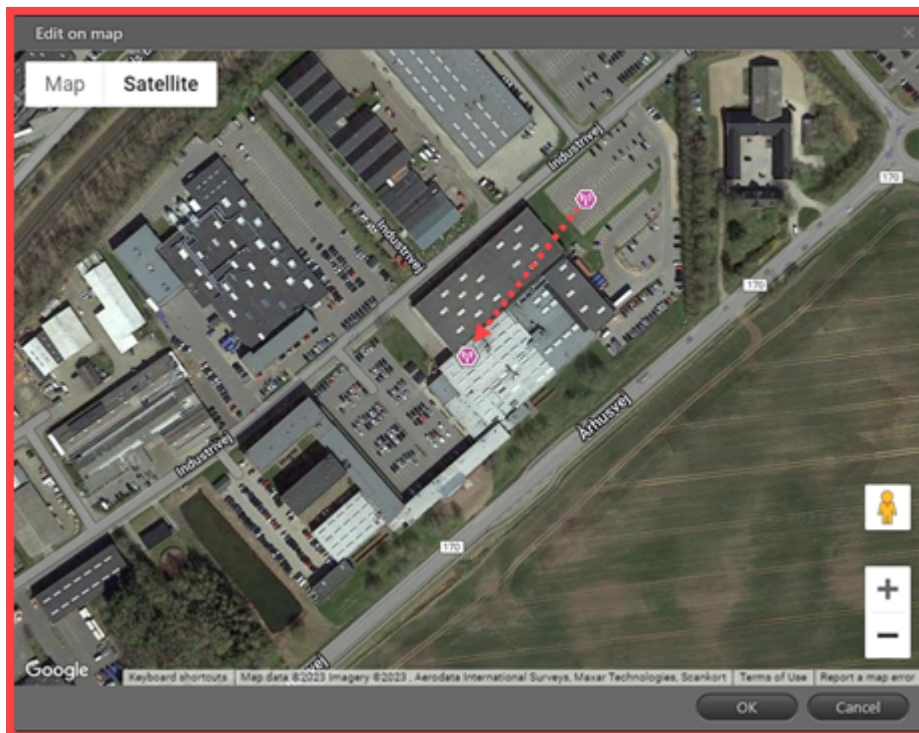 Edit on map
Map Satellite
Industrivej
170
Industrivej
170
Århusvej
Industrivej
170
Google
Keyboard shortcuts Map data ©2023 Imagery ©2023 , Aerodata International Surveys, Maxar Technologies, Scankort Terms of Use Report a map error
OK Cancel